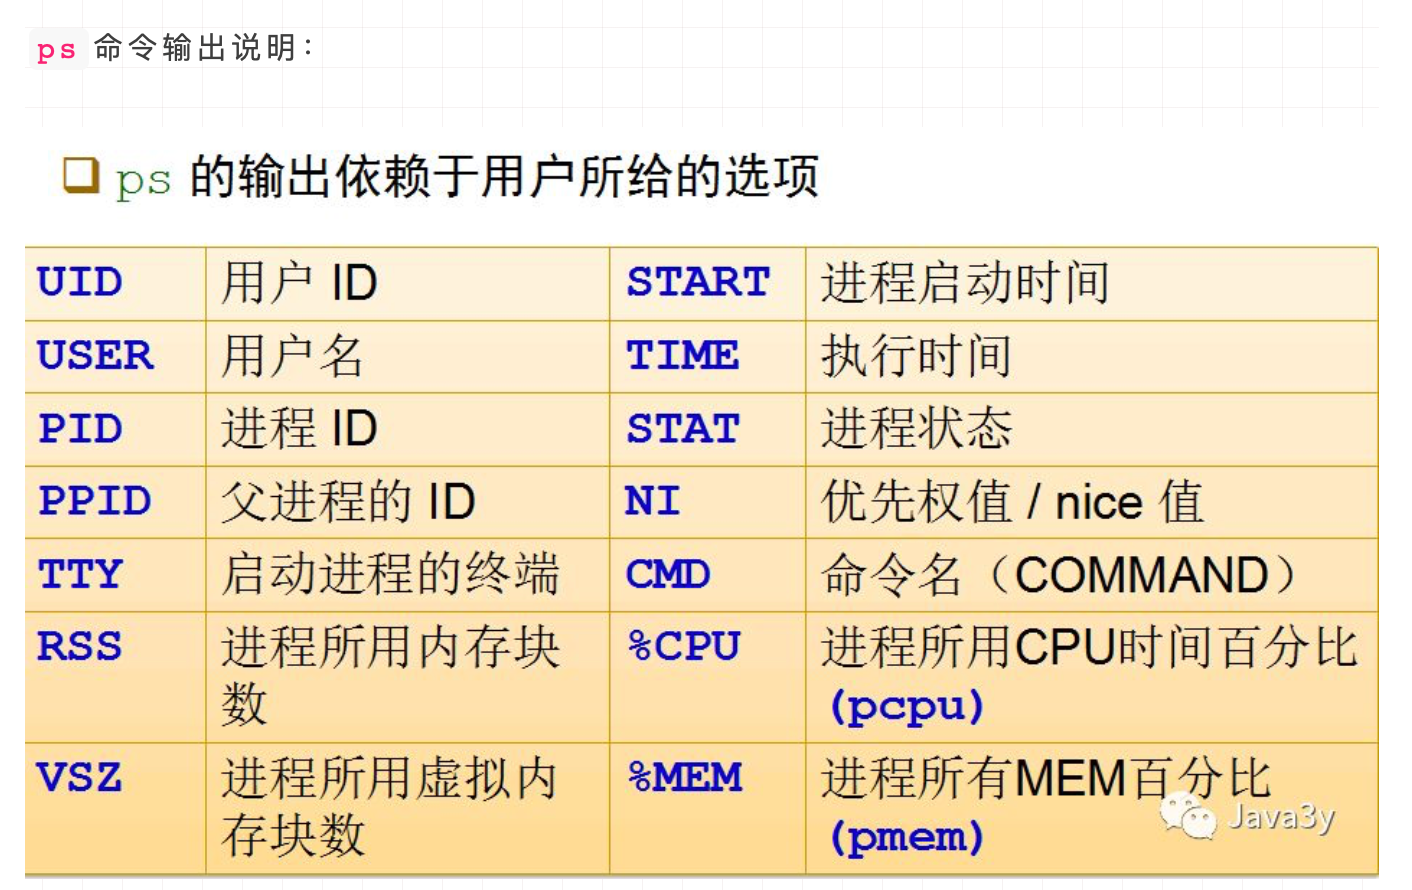 ps 命令输出说明：
ps 的输出依赖于用户所给的选项
UID 用户 ID START 进程启动时间
USER 用户名 TIME 执行时间
PID 进程 ID STAT 进程状态
PPID 父进程的 ID NI 优先权值 / nice 值
TTY 启动进程的终端 CMD 命令名（COMMAND）
RSS 进程所用内存块 %CPU 进程所用CPU时间百分比
数 (pcpu)
VSZ 进程所用虚拟内 %MEM 进程所有MEM百分比
存块数 (pmem)
Java3y